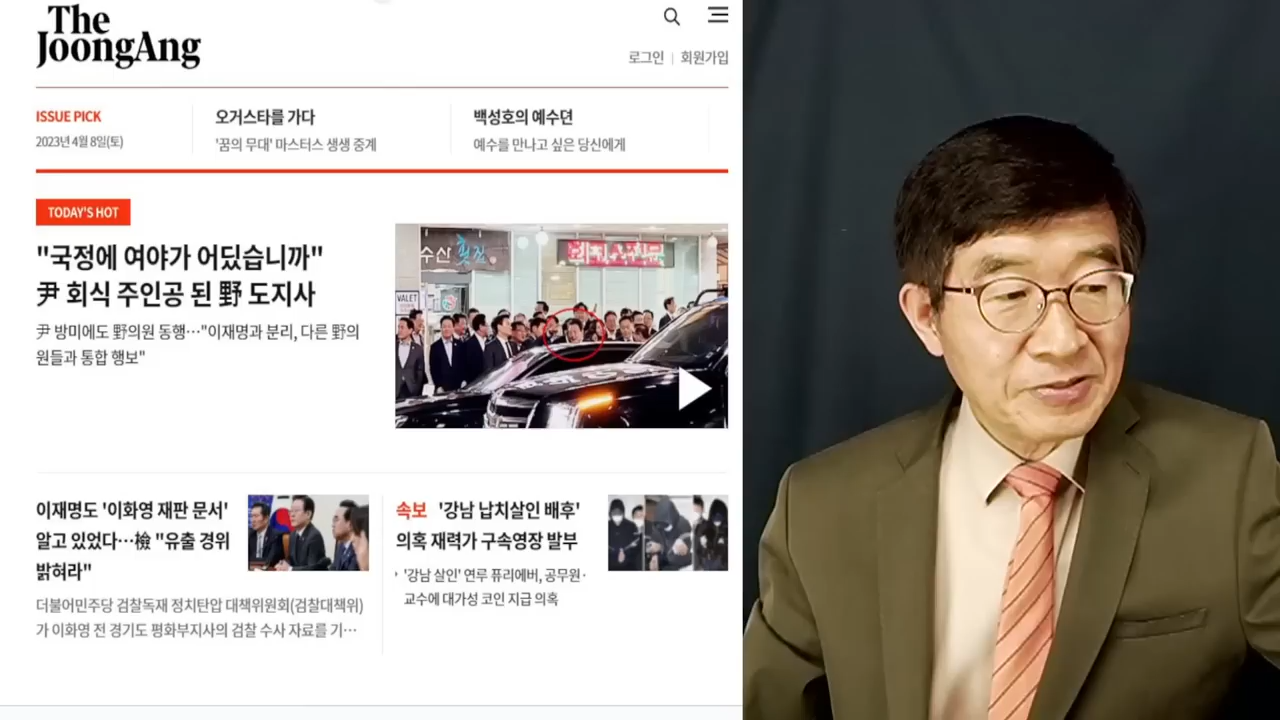 The
JoongAng
로그인 | 회원가입
ISSUE PICK
2023년 4월 8일(토)
오거스타를 가다
'꿈의 무대' 마스터스 생생 중계
백성호의 예수뎐
예수를 만나고 싶은 당신에게
TODAY'S HOT
"국정에 여야가 어딨습니까"
尹 회식 주인공 된 野 도지사
尹 방미에도 野의원 동행…"이재명과 분리, 다른 野의
원들과 통합 행보"
수산
VALET
이재명도 '이화영 재판 문서'
알고 있었다…檢 "유출 경위
밝혀라"
더불어민주당 검찰독재 정치탄압 대책위원회(검찰대책위)
가 이화영 전 경기도 평화부지사의 검찰 수사 자료를 기…
속보 '강남 납치살인 배후'
의혹 재력가 구속영장 발부
'강남 살인' 연루 퓨리에버, 공무원·
교수에 대가성 코인 지급 의혹